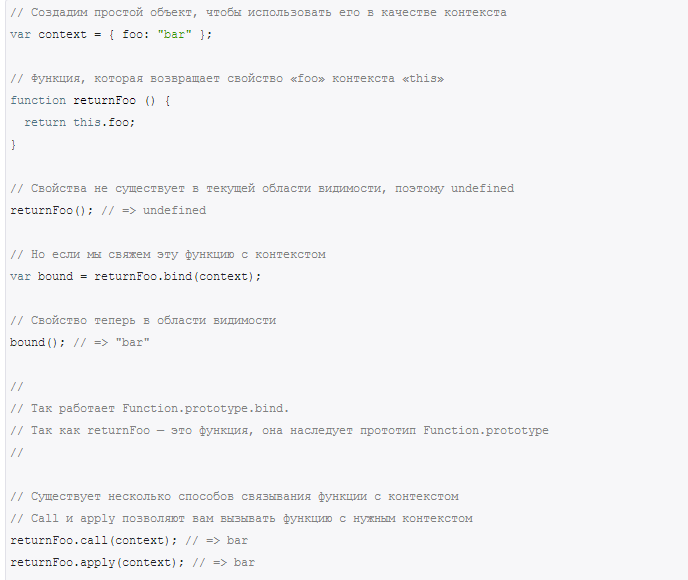 // Создадим простой объект, чтобы использовать его в качестве контекста
var context = { foo: "bar" };
// Функция, которая возвращает свойство «foo» контекста «this»
function returnFoo () {
return this.foo;
}
// Свойства не существует в текущей области видимости, поэтому undefined
returnFoo(); // => undefined
// Но если мы свяжем эту функцию с контекстом
var bound = returnFoo.bind(context);
// Свойство теперь в области видимости
bound(); // => "bar"
//
// Так работает Function.prototype.bind.
// Так как returnFoo — это функция, она наследует прототип Function.prototype
//
// Существует несколько способов связывания функции с контекстом
// Call и apply позволяют вам вызывать функцию с нужным контекстом
returnFoo.call(context); // => bar
returnFoo.apply(context); // => bar